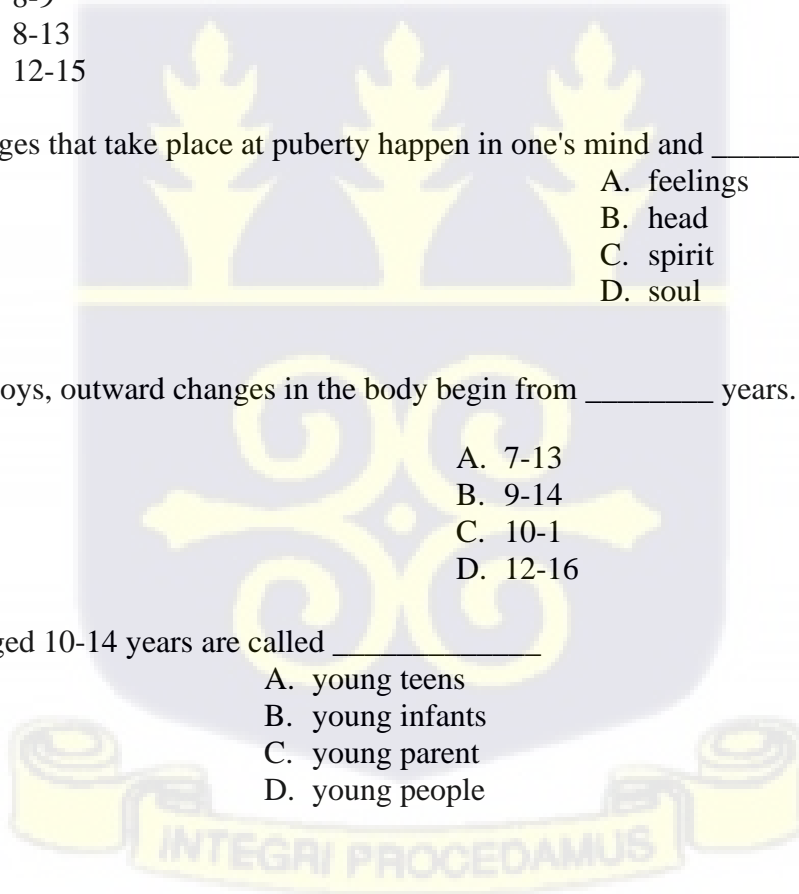 8-9
8-13
12-15
ges that take place at puberty happen in one's mind and ______
A. feelings
B. head
C. spirit
D. soul
oys, outward changes in the body begin from ________ years.
A. 7-13
B. 9-14
C. 10-1
D. 12-16
ged 10-14 years are called _____________
A. young teens
B. young infants
C. young parent
D. young people
INTEGRI PROCEDAMUS